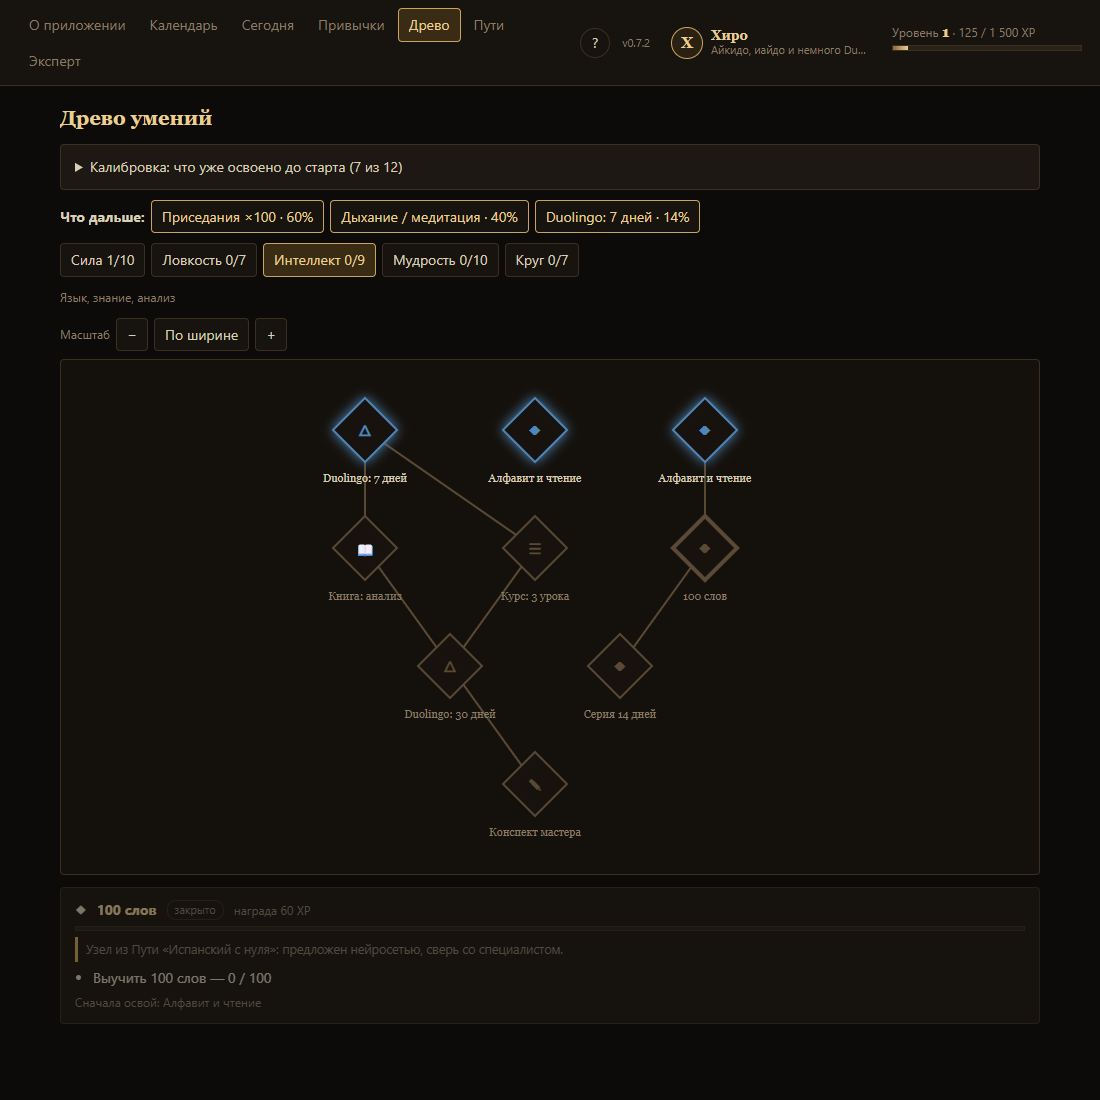 О приложении Календарь Сегодня Привычки Древо Пути
Эксперт
? v0.7.2
Х Хиро
Айкидо, иайдо и немного Du...
Уровень 1 · 125 / 1 500 XP
Древо умений
Калибровка: что уже освоено до старта (7 из 12)
Что дальше: Приседания ×100 · 60% Дыхание / медитация · 40% Duolingo: 7 дней · 14%
Сила 1/10 Ловкость 0/7 Интеллект 0/9 Мудрость 0/10 Круг 0/7
Язык, знание, анализ
Масштаб − По ширине +
Duolingo: 7 дней Алфавит и чтение Алфавит и чтение
Книга: анализ Курс: 3 урока 100 слов
Duolingo: 30 дней Серия 14 дней
Конспект мастера
100 слов закрыто награда 60 XP
Узел из Пути «Испанский с нуля»: предложен нейросетью, сверь со специалистом.
• Выучить 100 слов — 0 / 100
Сначала освой: Алфавит и чтение